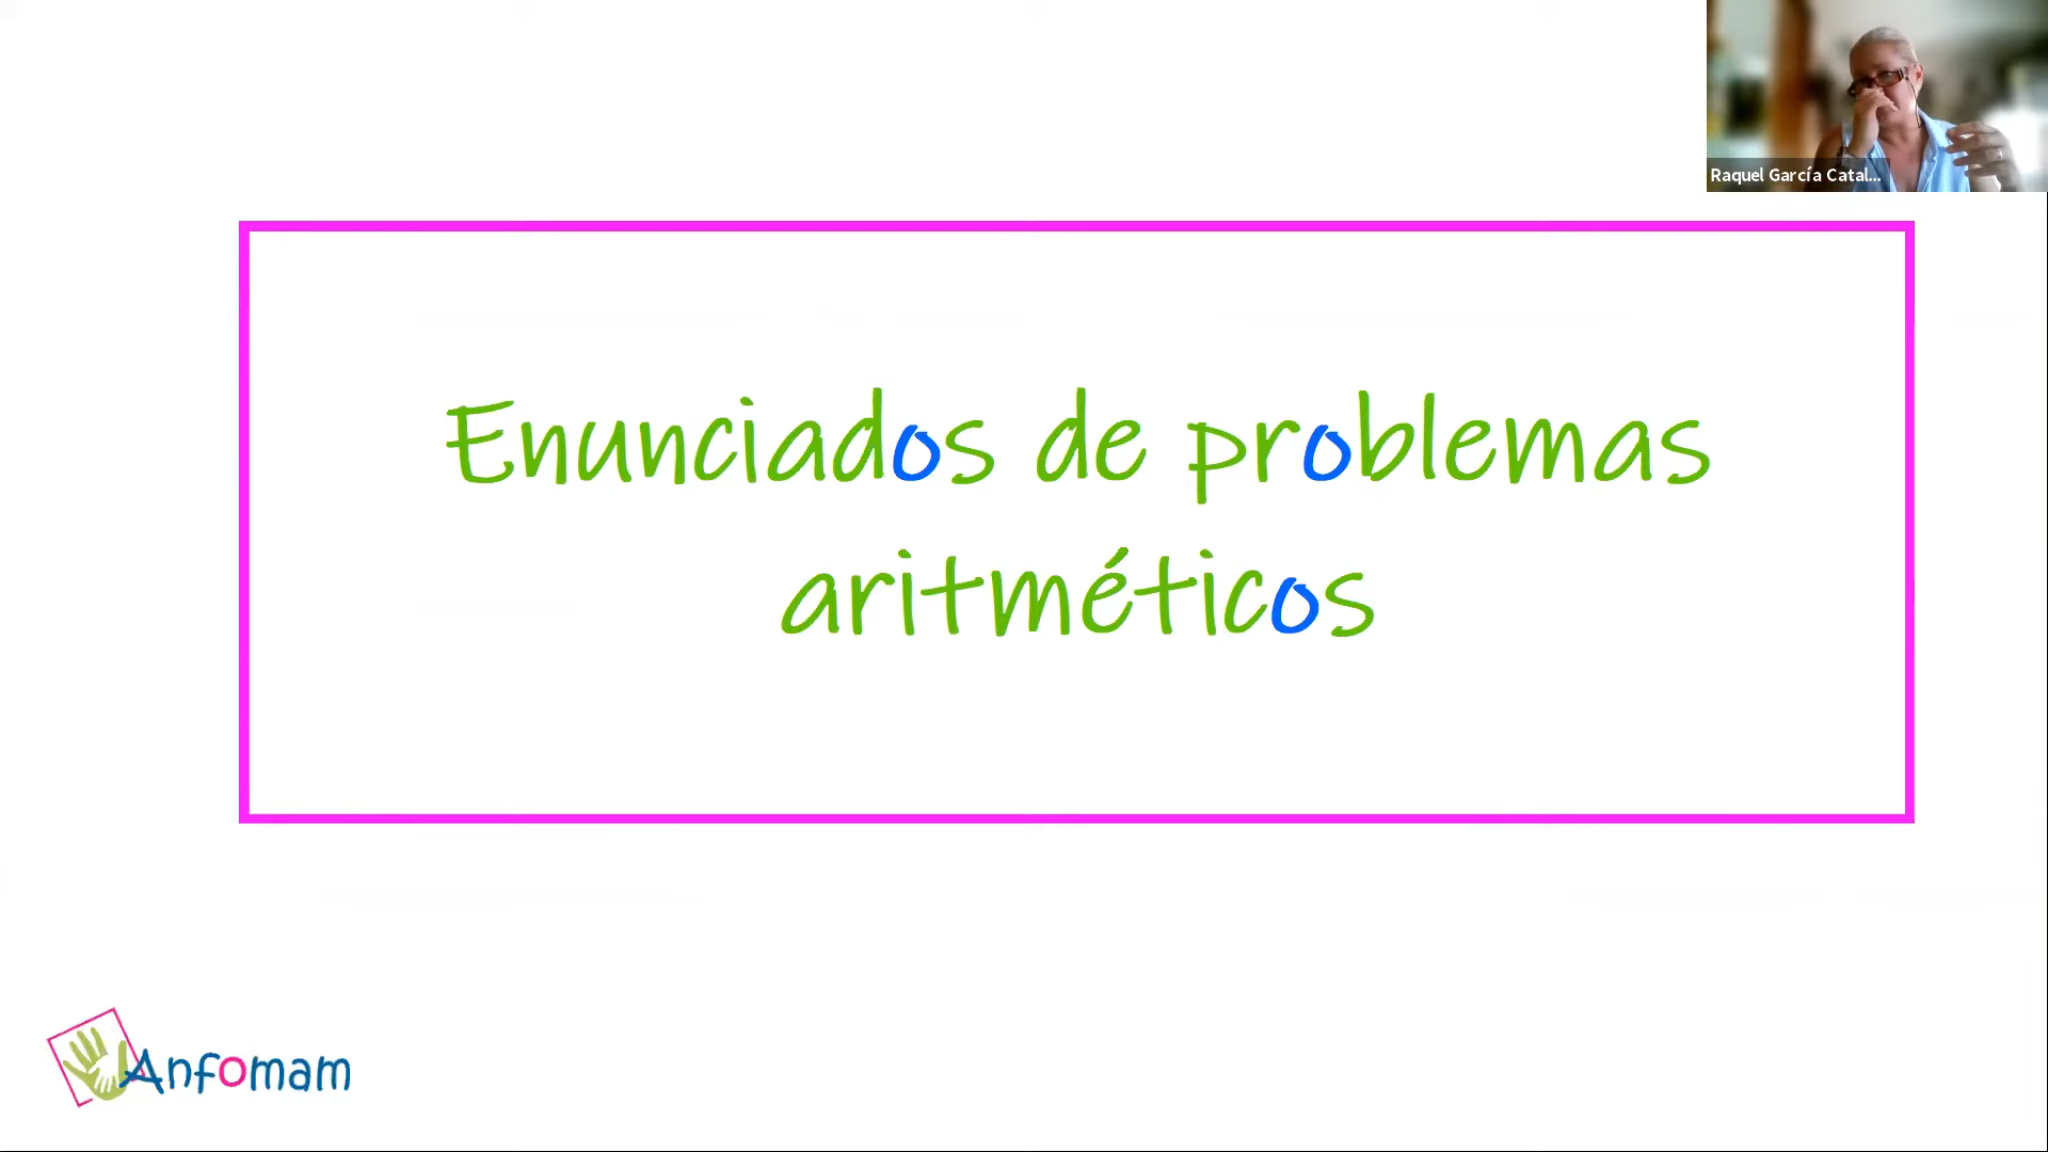 Raquel García Catal...
Enunciados de problemas
aritméticos
Anfomam